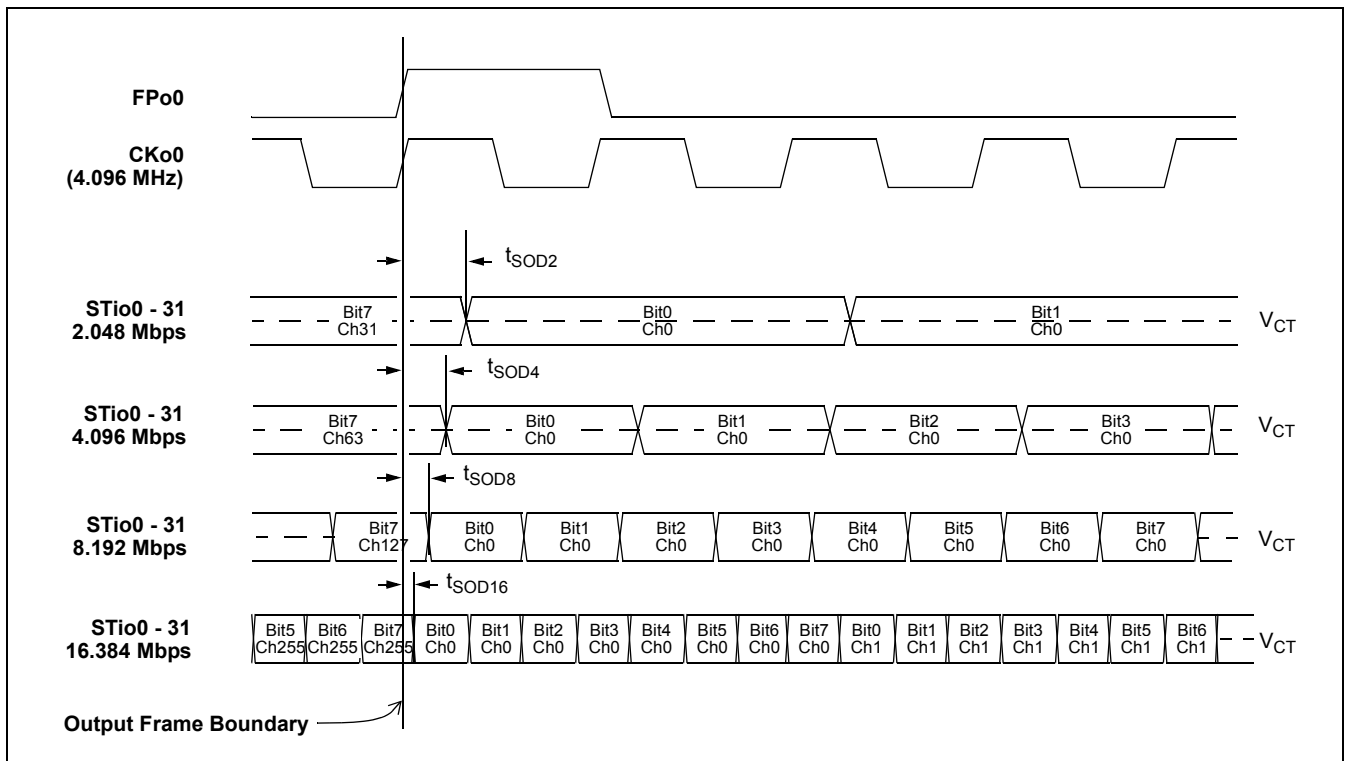 FPo0
CKo0
(4.096 MHz)
tSOD2
STio0 - 31
2.048 Mbps
Bit7
Ch31
Bit0
Ch0
Bit1
Ch0
VCT
tSOD4
STio0 - 31
4.096 Mbps
Bit7
Ch63
Bit0
Ch0
Bit1
Ch0
Bit2
Ch0
Bit3
Ch0
VCT
tSOD8
STio0 - 31
8.192 Mbps
Bit7
Ch127
Bit0
Ch0
Bit1
Ch0
Bit2
Ch0
Bit3
Ch0
Bit4
Ch0
Bit5
Ch0
Bit6
Ch0
Bit7
Ch0
VCT
tSOD16
STio0 - 31
16.384 Mbps
Bit5
Ch255
Bit6
Ch255
Bit7
Ch255
Bit0
Ch0
Bit1
Ch0
Bit2
Ch0
Bit3
Ch0
Bit4
Ch0
Bit5
Ch0
Bit6
Ch0
Bit7
Ch0
Bit0
Ch1
Bit1
Ch1
Bit2
Ch1
Bit3
Ch1
Bit4
Ch1
Bit5
Ch1
Bit6
Ch1
VCT
Output Frame Boundary